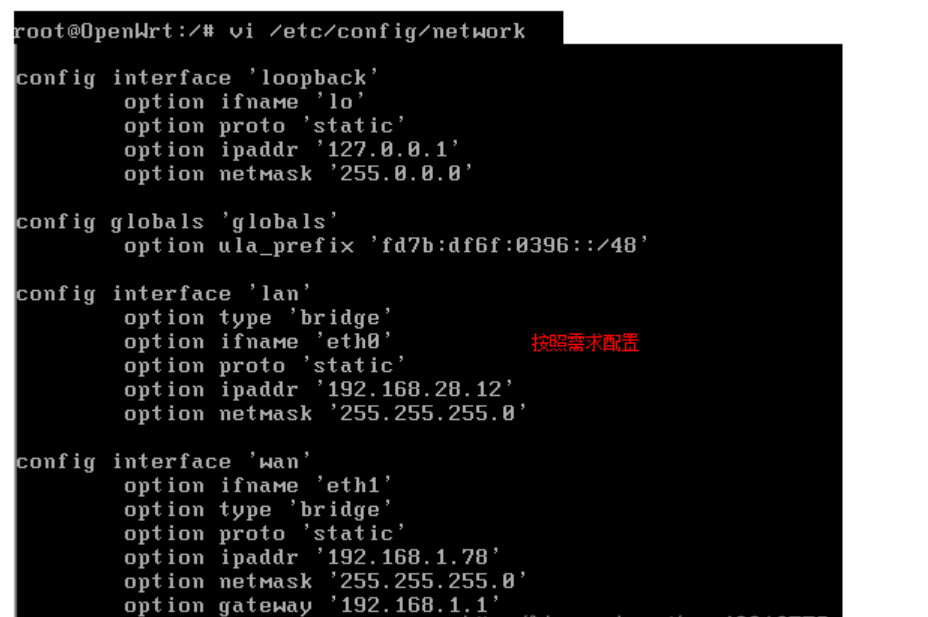 root@OpenWrt:/# vi /etc/config/network
config interface 'loopback'
option ifname 'lo'
option proto 'static'
option ipaddr '127.0.0.1'
option netmask '255.0.0.0'
config globals 'globals'
option ula_prefix 'fd7b:df6f:0396::/48'
config interface 'lan'
option type 'bridge'
option ifname 'eth0'
按照需求配置
option proto 'static'
option ipaddr '192.168.28.12'
option netmask '255.255.255.0'
config interface 'wan'
option ifname 'eth1'
option type 'bridge'
option proto 'static'
option ipaddr '192.168.1.78'
option netmask '255.255.255.0'
option gateway '192.168.1.1'